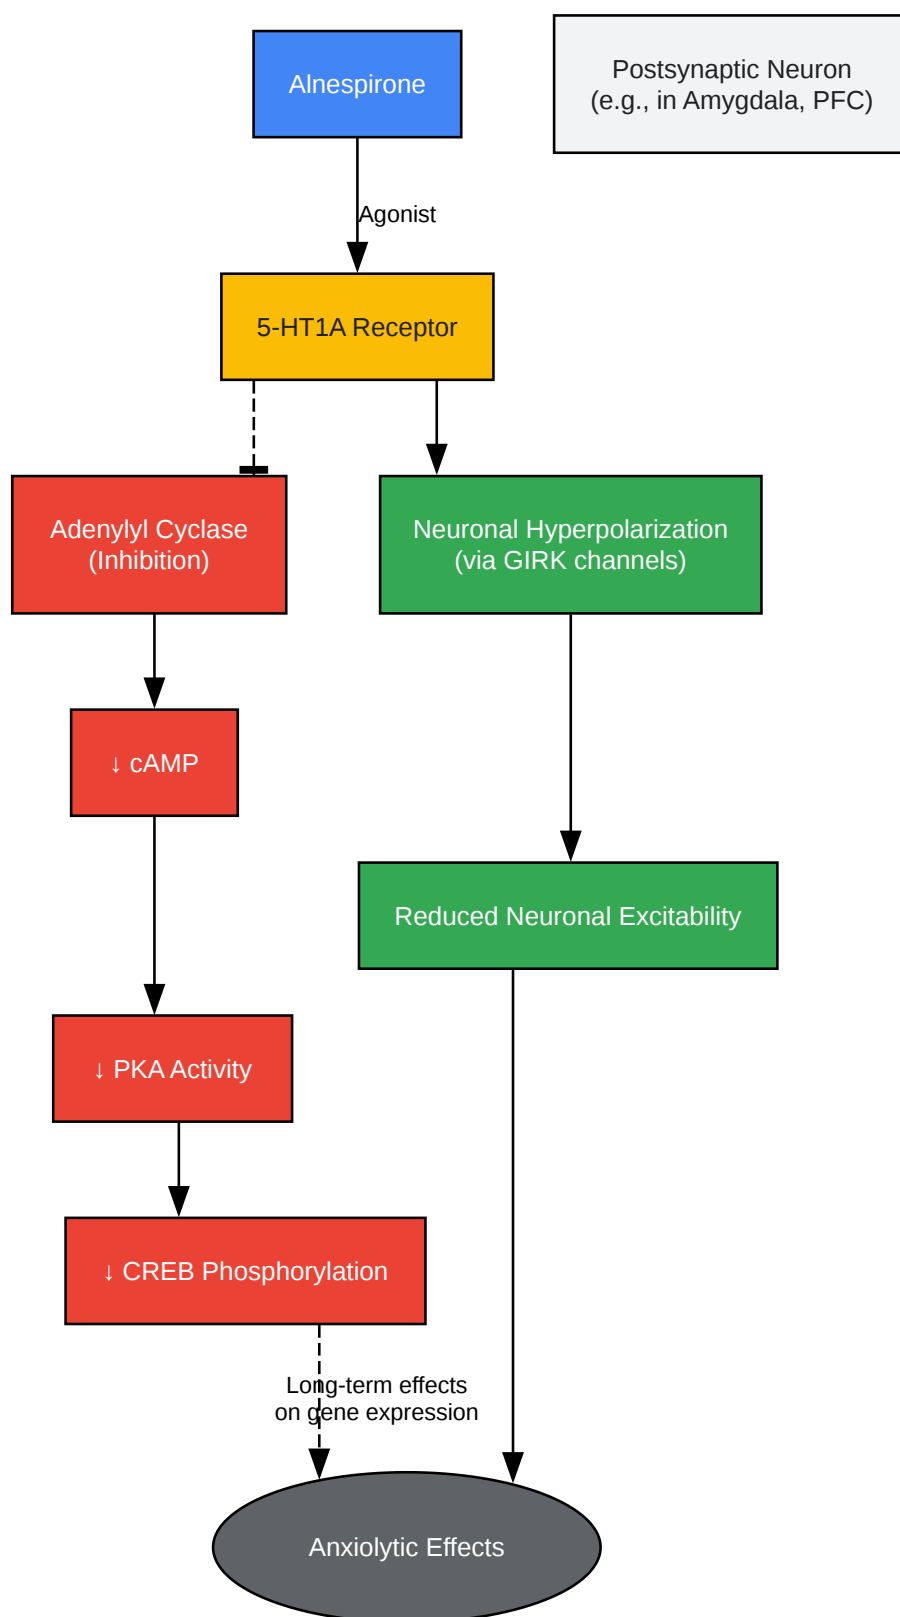 Alnespirone
Postsynaptic Neuron
(e.g., in Amygdala, PFC)
Agonist
5-HT1A Receptor
Adenylyl Cyclase
(Inhibition)
Neuronal Hyperpolarization
(via GIRK channels)
↓ cAMP
Reduced Neuronal Excitability
↓ PKA Activity
↓ CREB Phosphorylation
Long-term effects
on gene expression
Anxiolytic Effects